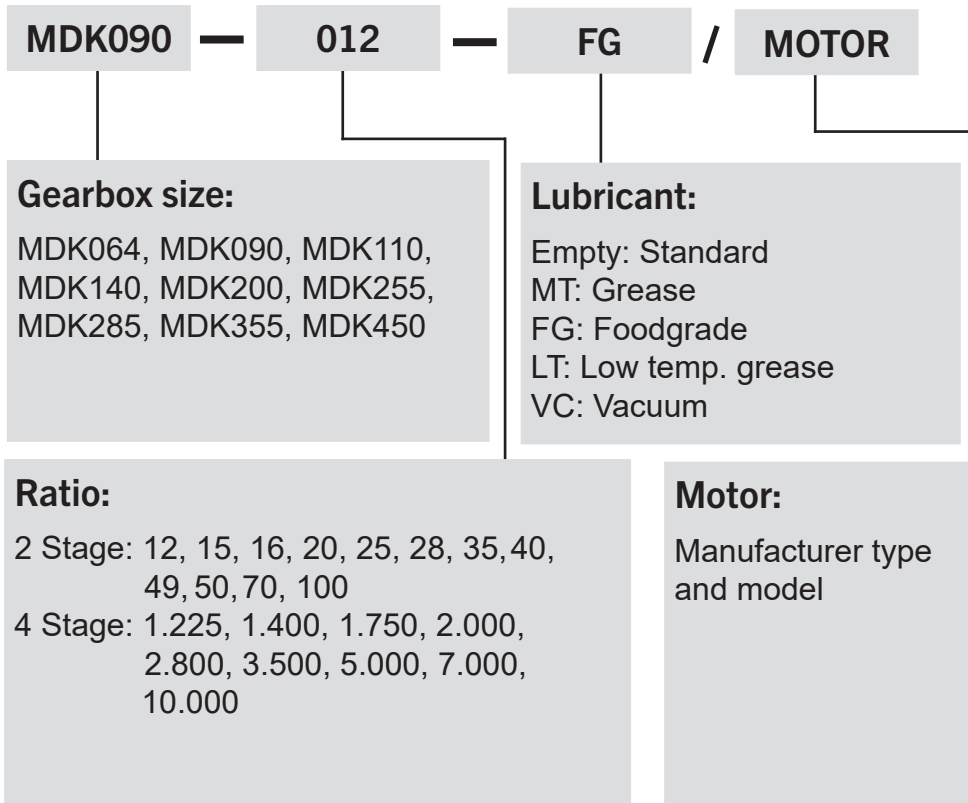 MDK090 — 012 — FG / MOTOR
Gearbox size:
MDK064, MDK090, MDK110,
MDK140, MDK200, MDK255,
MDK285, MDK355, MDK450
Lubricant:
Empty: Standard
MT: Grease
FG: Foodgrade
LT: Low temp. grease
VC: Vacuum
Ratio:
2 Stage: 12, 15, 16, 20, 25, 28, 35, 40,
49, 50, 70, 100
4 Stage: 1.225, 1.400, 1.750, 2.000,
2.800, 3.500, 5.000, 7.000,
10.000
Motor:
Manufacturer type
and model